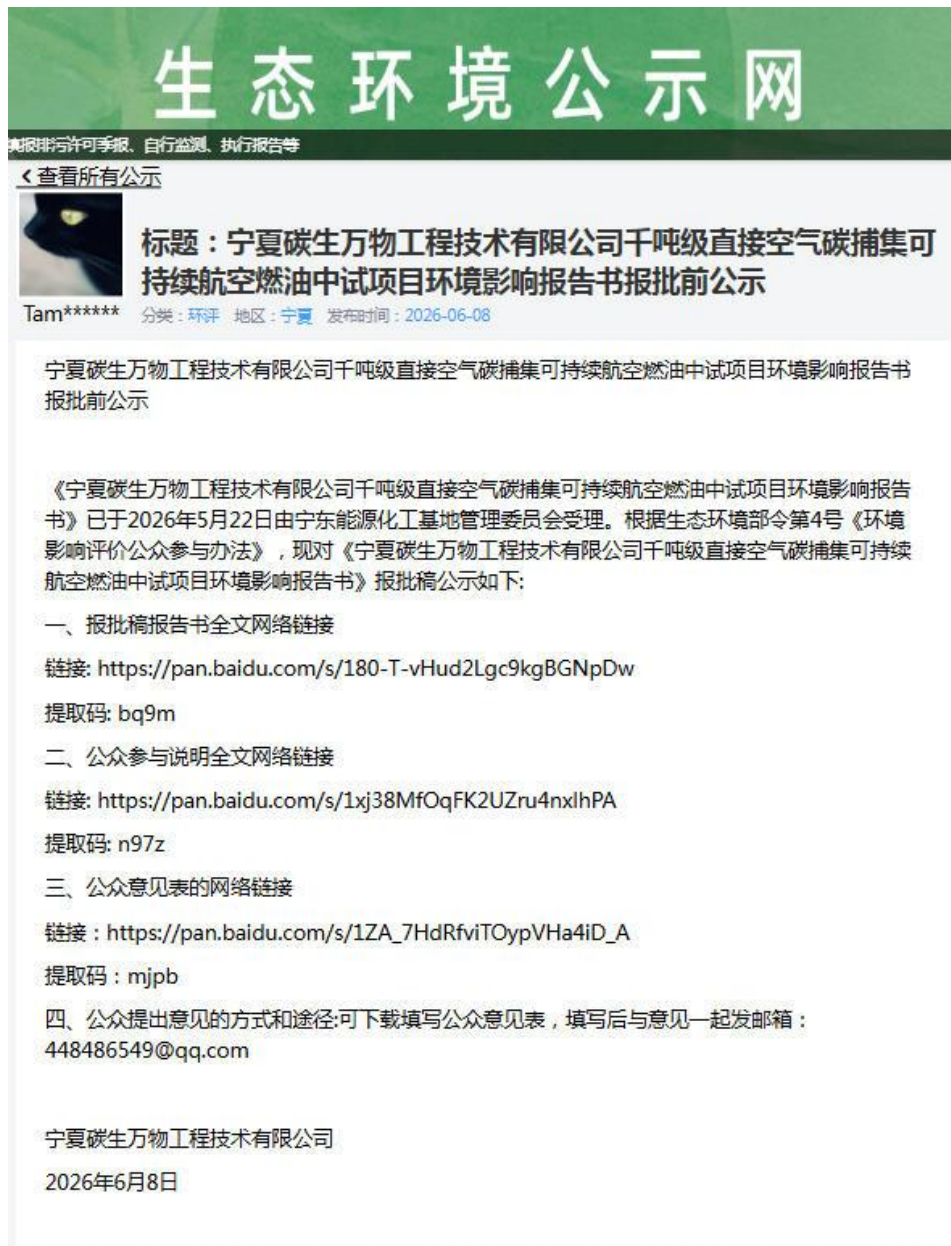 生态环境公示网
填报排污许可季报、自行监测、执行报告等
查看所有公示
标题：宁夏碳生万物工程技术有限公司千吨级直接空气碳捕集可
持续航空燃油中试项目环境影响报告书报批前公示
Tam******
分类：环评 地区：宁夏 发布时间：2026-06-08
宁夏碳生万物工程技术有限公司千吨级直接空气碳捕集可持续航空燃油中试项目环境影响报告书
报批前公示
《宁夏碳生万物工程技术有限公司千吨级直接空气碳捕集可持续航空燃油中试项目环境影响报告
书》已于2026年5月22日由宁东能源化工基地管理委员会受理。根据生态环境部令第4号《环境
影响评价公众参与办法》，现对《宁夏碳生万物工程技术有限公司千吨级直接空气碳捕集可持续
航空燃油中试项目环境影响报告书》报批稿公示如下:
一、报批稿报告书全文网络链接
链接: https://pan.baidu.com/s/180-T-vHud2Lgc9kgBGNpDw
提取码: bq9m
二、公众参与说明全文网络链接
链接: https://pan.baidu.com/s/1xj38MfOqFK2UZru4nxlhPA
提取码: n97z
三、公众意见表的网络链接
链接：https://pan.baidu.com/s/1ZA_7HdRfviTOypVHa4iD_A
提取码：mjpb
四、公众提出意见的方式和途径:可下载填写公众意见表，填写后与意见一起发邮箱：
448486549@qq.com
宁夏碳生万物工程技术有限公司
2026年6月8日